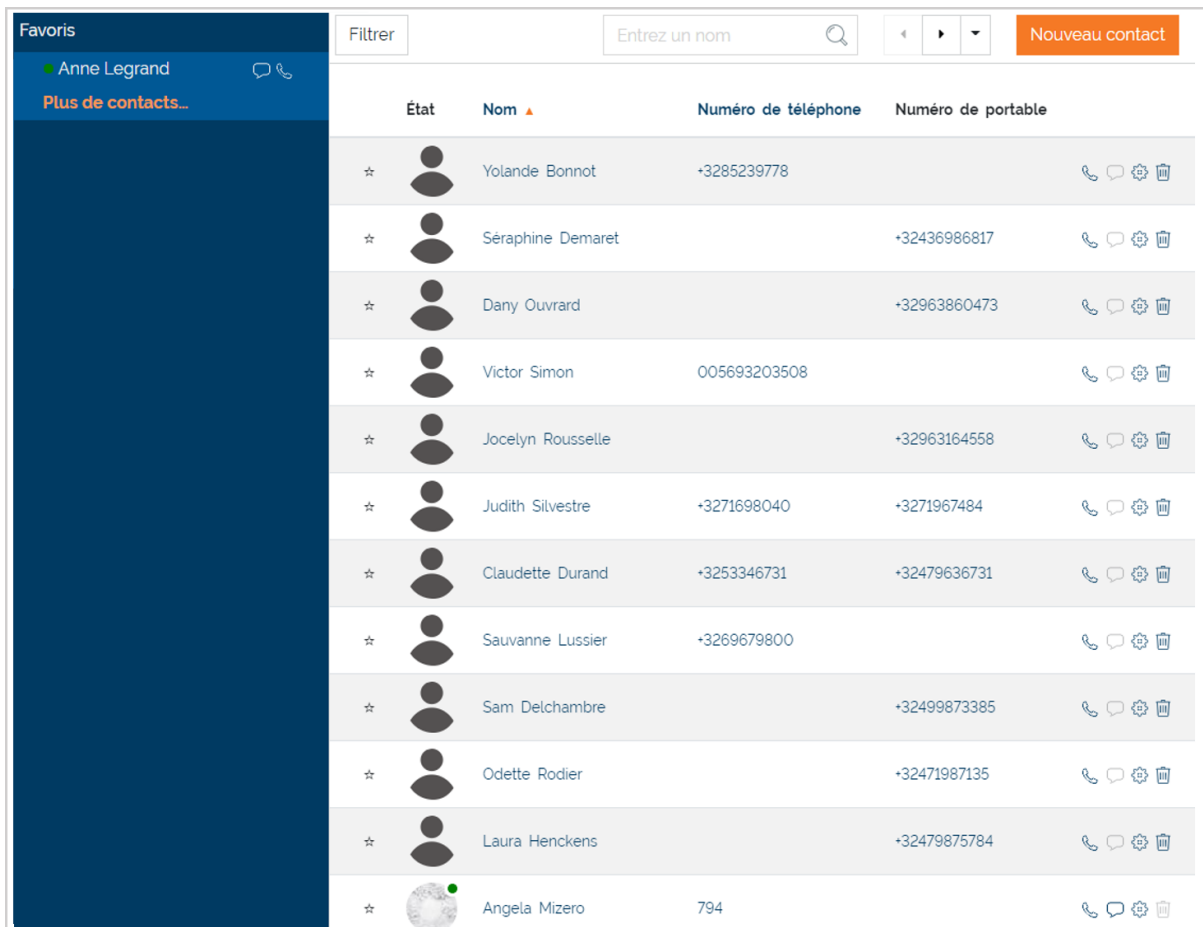 Favoris
Anne Legrand
Plus de contacts...
Filtrer Entrez un nom Nouveau contact
État Nom Numéro de téléphone Numéro de portable
Yolande Bonnot +3285239778
Séraphine Demaret +32436986817
Dany Ouvrard +32963860473
Victor Simon 005693203508
Jocelyn Rousselle +32963164558
Judith Silvestre +3271698040 +3271967484
Claudette Durand +3253346731 +32479636731
Sauvanne Lussier +3269679800
Sam Delchambre +32499873385
Odette Rodier +32471987135
Laura Henckens +32479875784
Angela Mizero 794